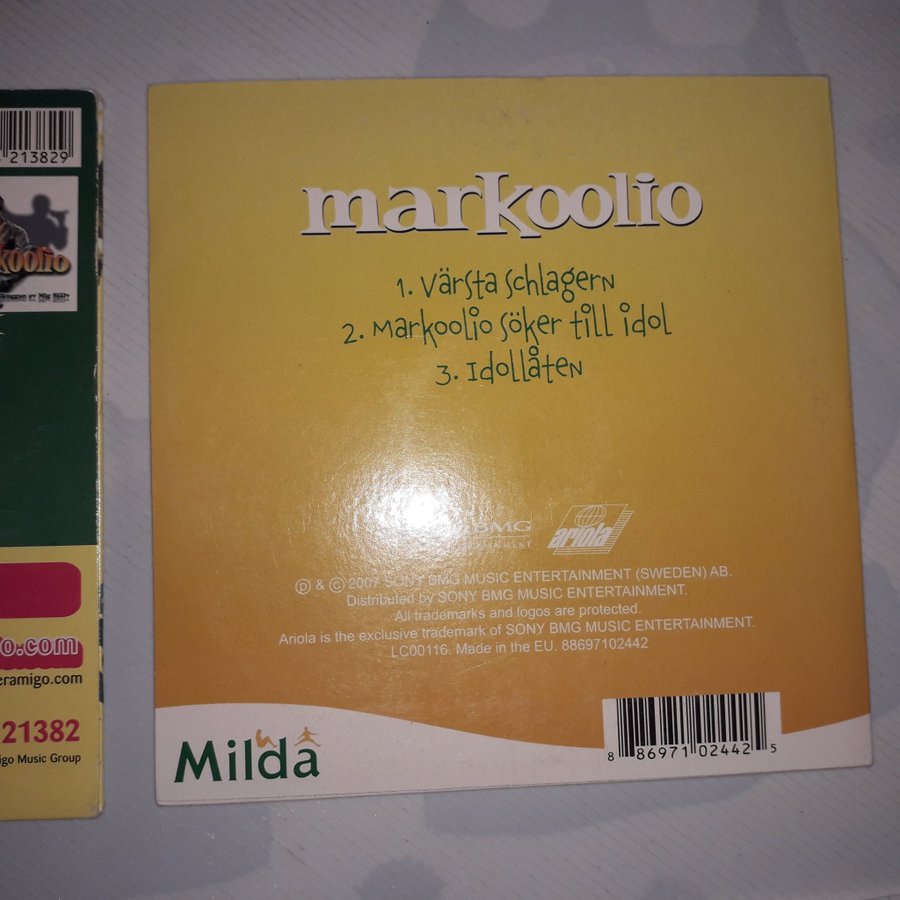 213829
koolio
o.com
eramigo.com
21382
igo Music Group
markoolio
1. Värsta schlagern
2. Markoolio söker till idol
3. Idollåten
BMG
ariola
ⓟ & © 2007 SONY BMG MUSIC ENTERTAINMENT (SWEDEN) AB.
Distributed by SONY BMG MUSIC ENTERTAINMENT.
All trademarks and logos are protected.
Ariola is the exclusive trademark of SONY BMG MUSIC ENTERTAINMENT.
LC00116. Made in the EU. 88697102442
Milda
8 86971 02442 5